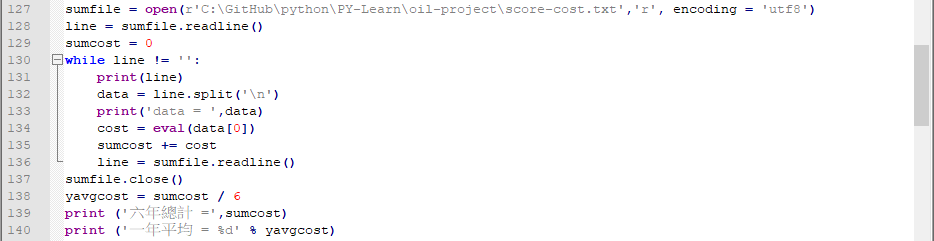 127 sumfile = open(r'C:\GitHub\python\PY-Learn\oil-project\score-cost.txt','r', encoding = 'utf8')
128 line = sumfile.readline()
129 sumcost = 0
130 while line != '':
131 print(line)
132 data = line.split('\n')
133 print('data = ',data)
134 cost = eval(data[0])
135 sumcost += cost
136 line = sumfile.readline()
137 sumfile.close()
138 yavgcost = sumcost / 6
139 print ('六年總計 =',sumcost)
140 print ('一年平均 = %d' % yavgcost)